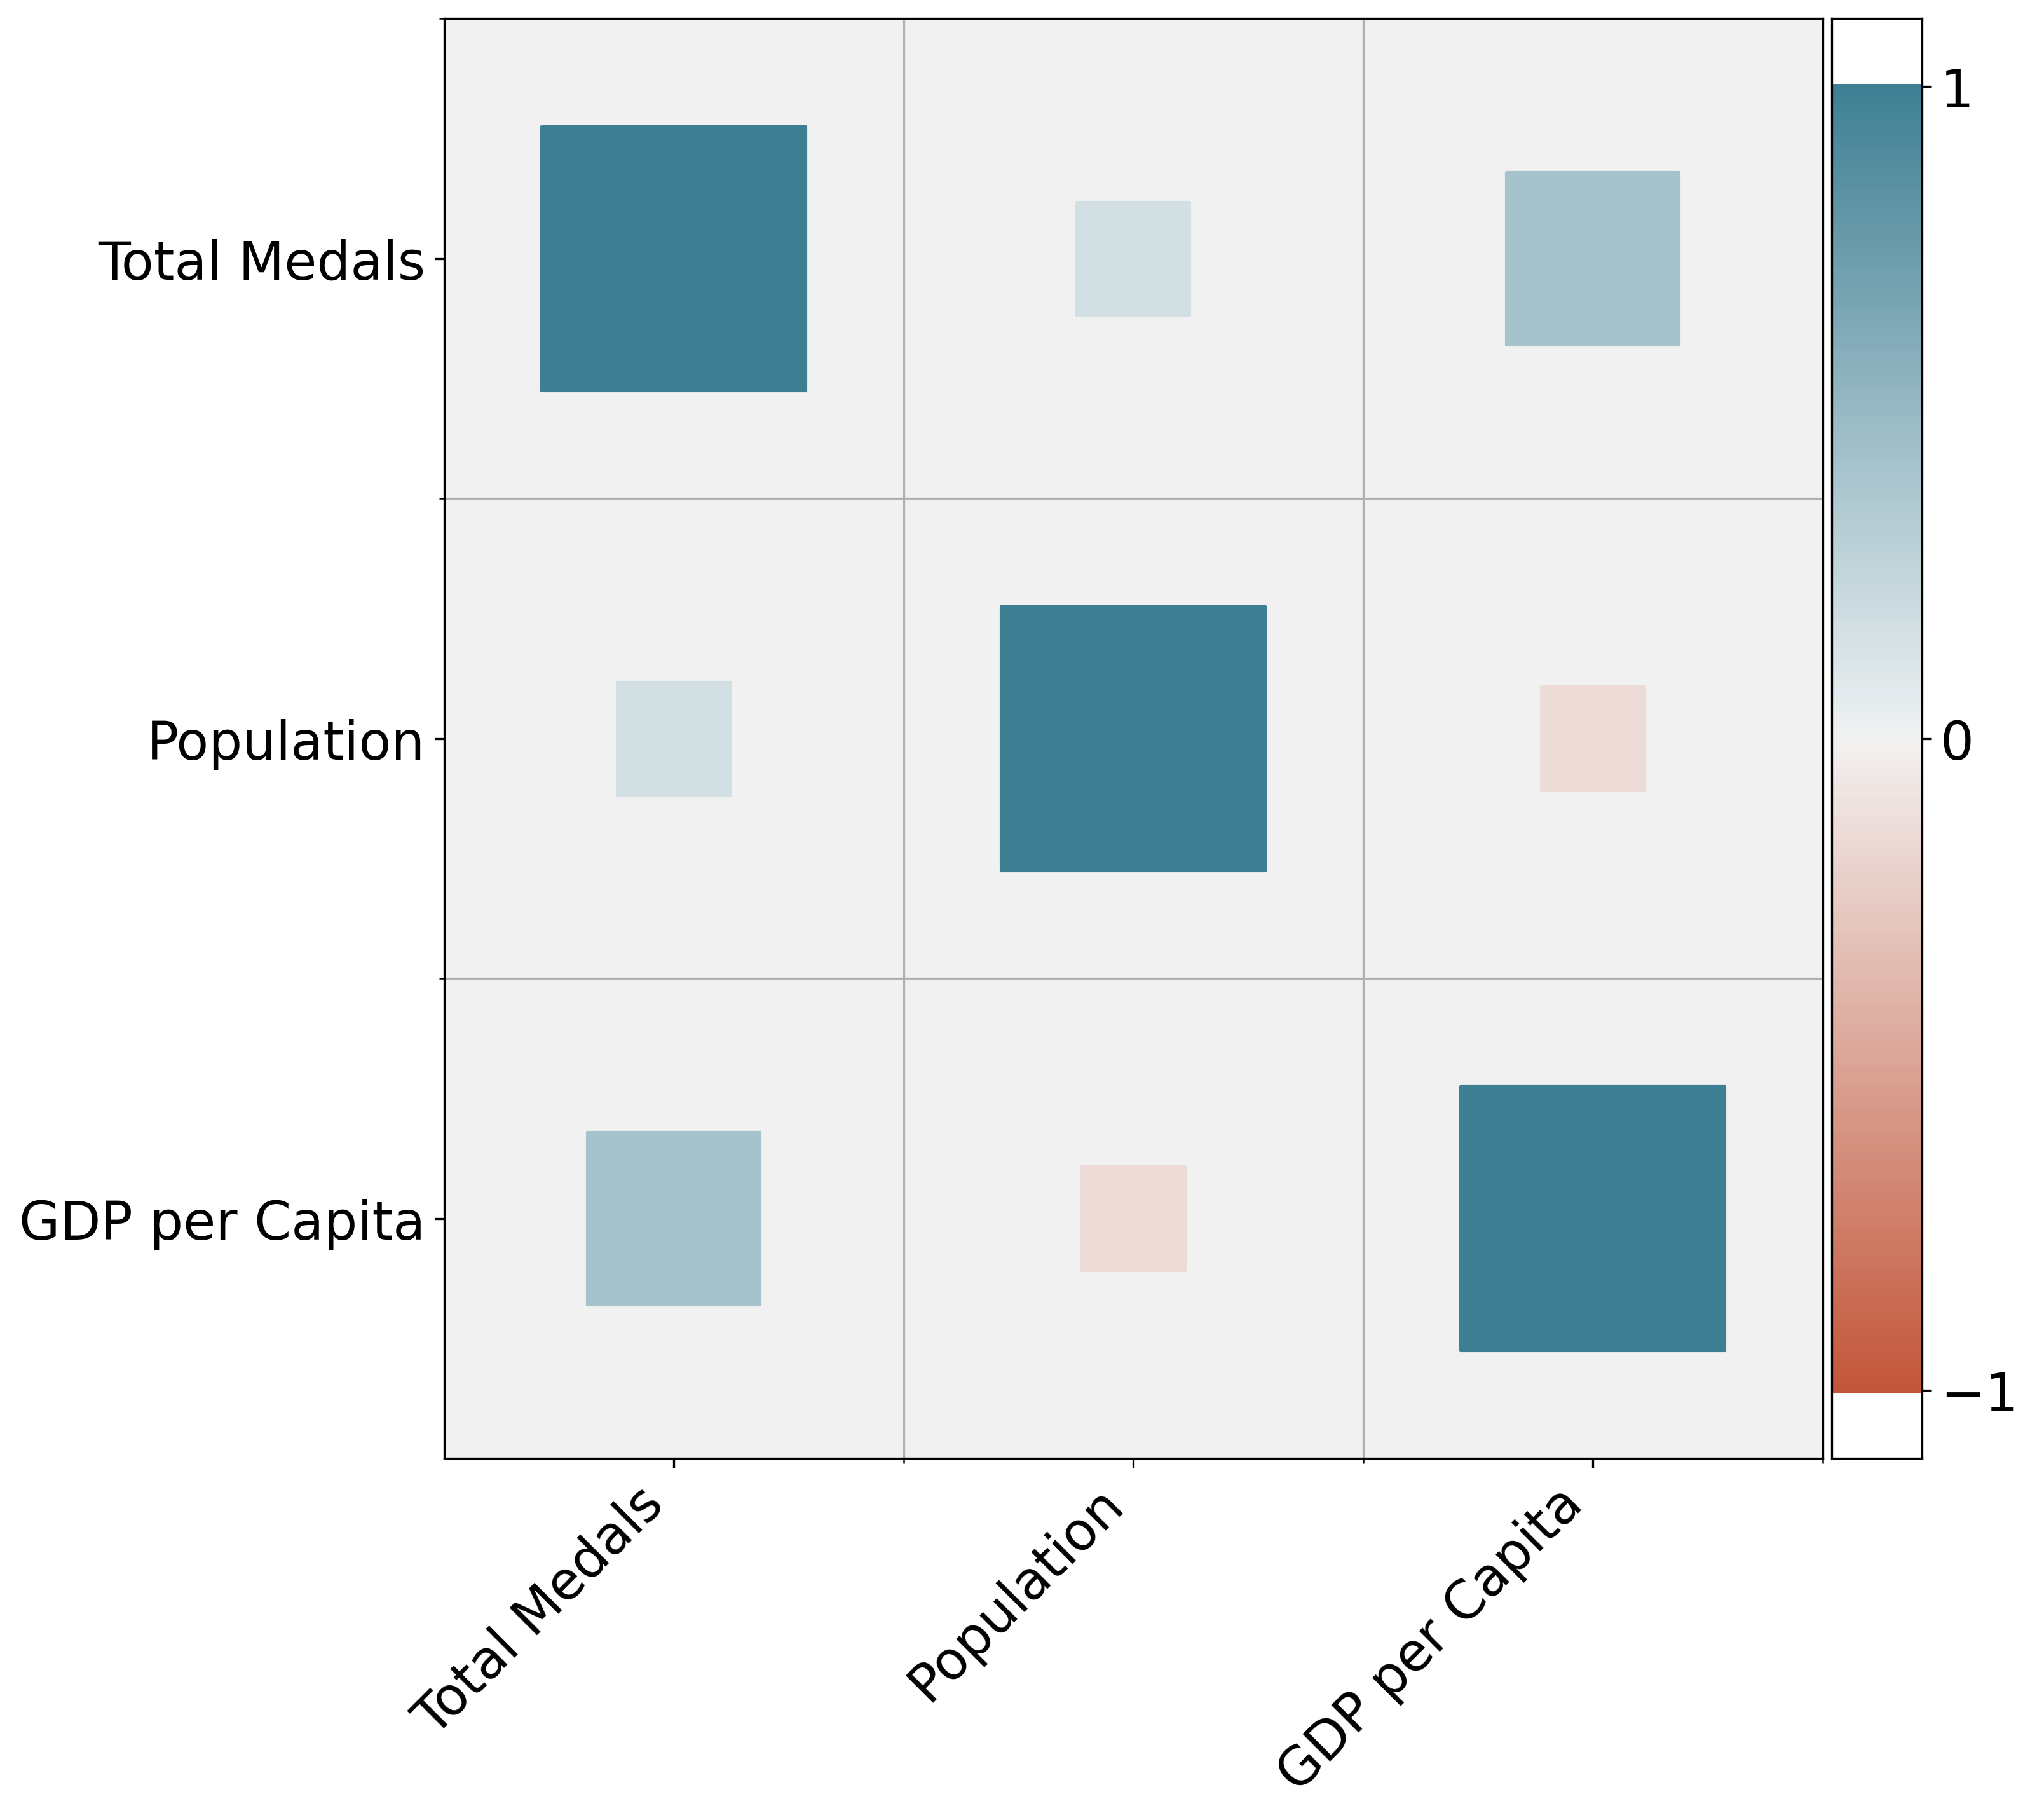 1
Total Medals
Population
0
GDP per Capita
−1
Total Medals
Population
GDP per Capita